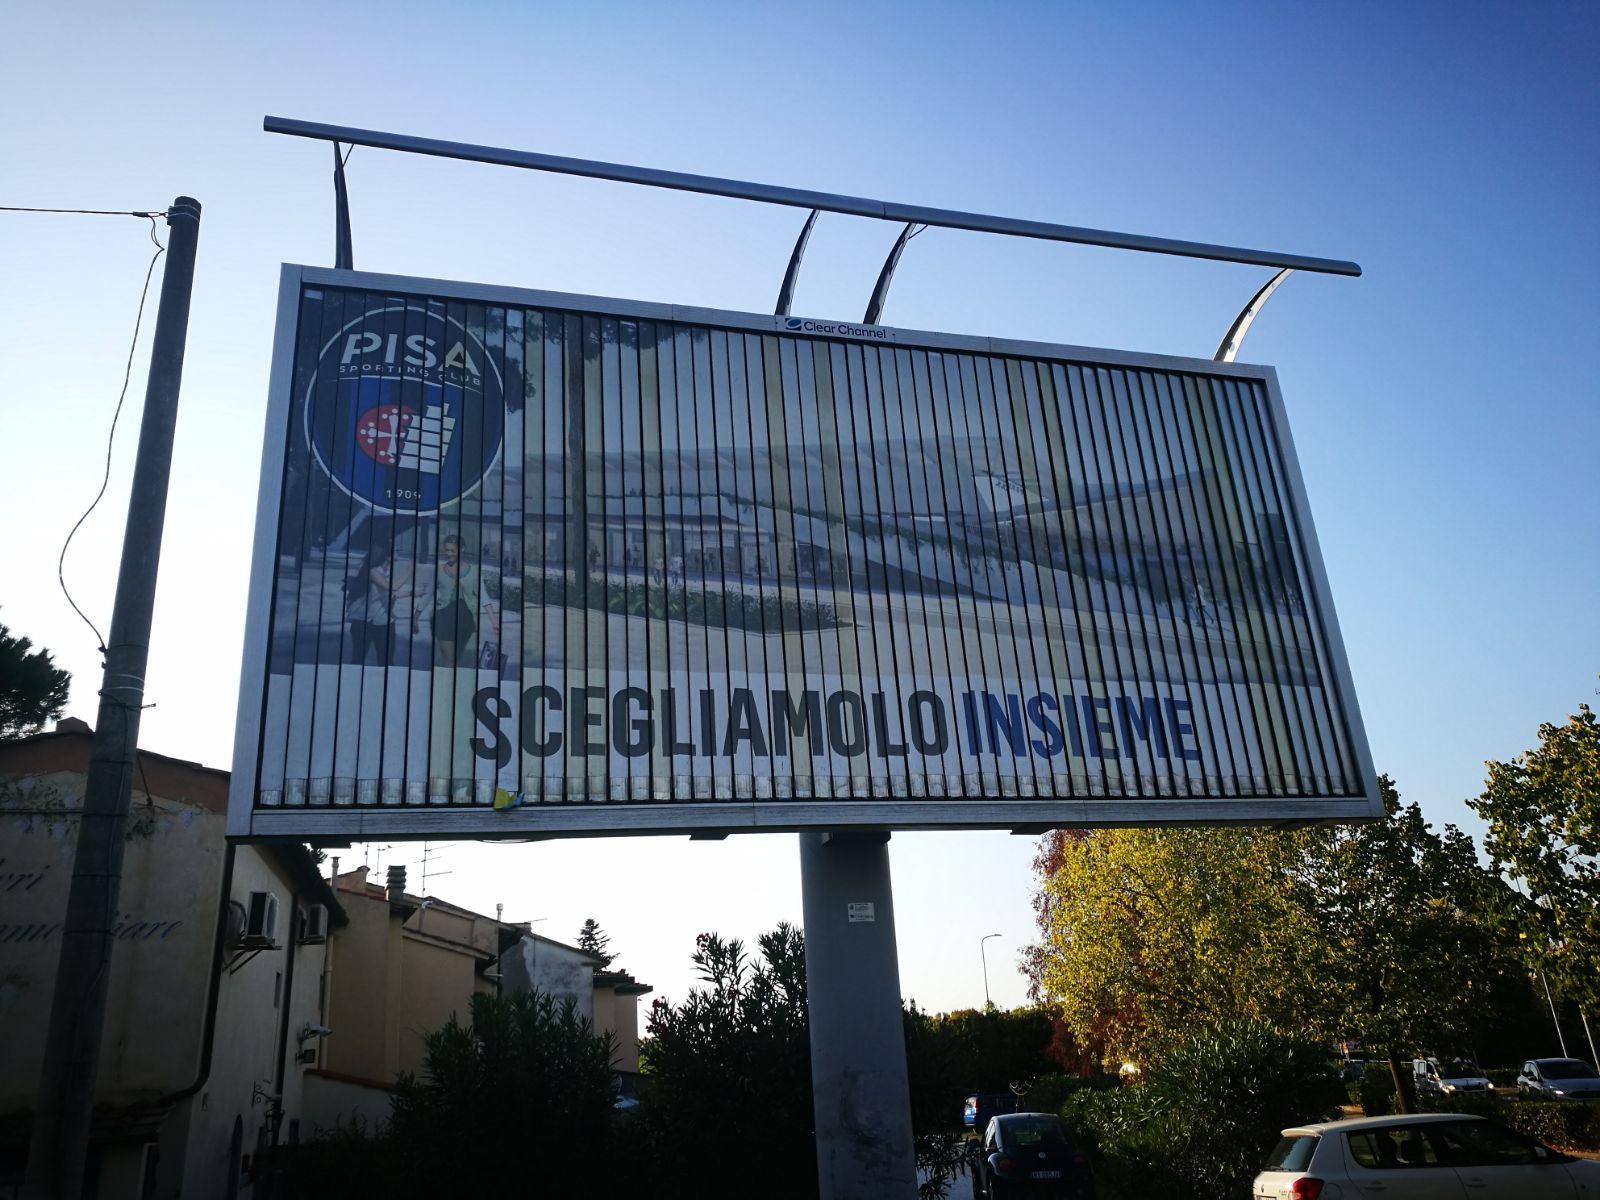 Clear Channel
PISA
SPORTING CLUB
1909
SCEGLIAMOLO INSIEME